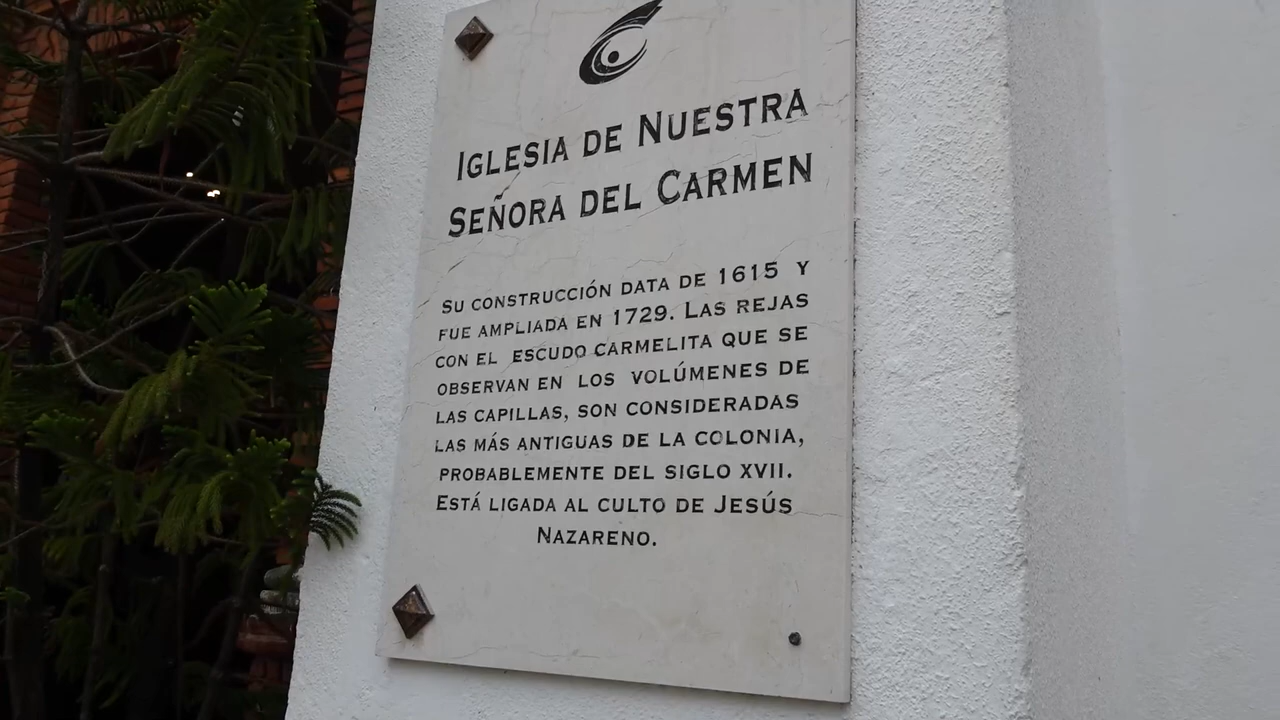 IGLESIA DE NUESTRA
SEÑORA DEL CARMEN
SU CONSTRUCCIÓN DATA DE 1615 Y
FUE AMPLIADA EN 1729. LAS REJAS
CON EL ESCUDO CARMELITA QUE SE
OBSERVAN EN LOS VOLÚMENES DE
LAS CAPILLAS, SON CONSIDERADAS
LAS MÁS ANTIGUAS DE LA COLONIA,
PROBABLEMENTE DEL SIGLO XVII.
ESTÁ LIGADA AL CULTO DE JESÚS
NAZARENO.